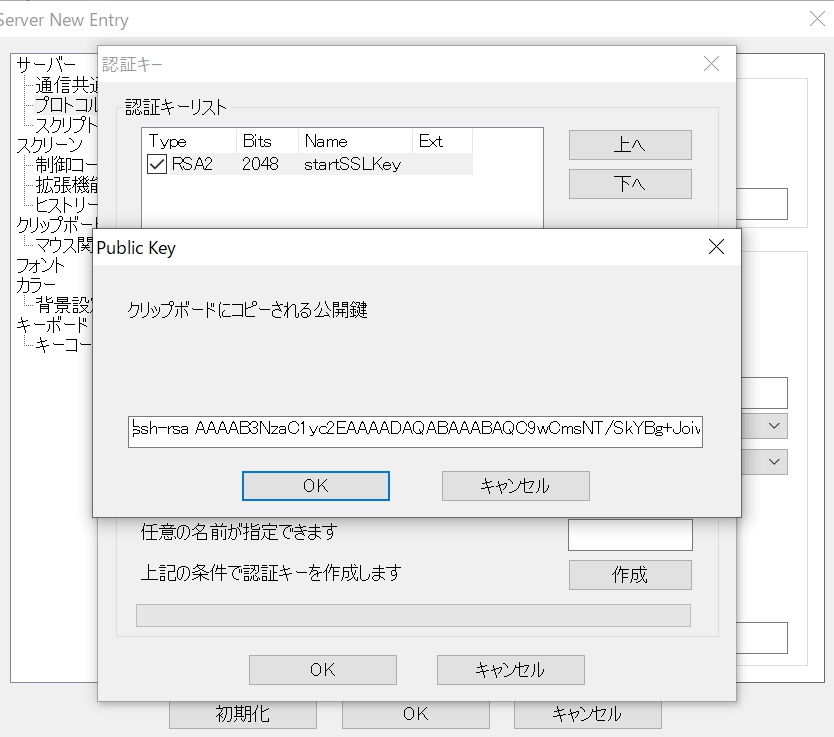 Server New Entry
サーバー
通信共通
プロトコル
スクリプト
スクリーン
制御コー
拡張機能
ヒストリー
クリップボー
マウス関
フォント
カラー
背景設定
キーボード
キーコー
認証キー
認証キーリスト
Type Bits Name Ext
RSA2 2048 startSSLKey
上へ
下へ
Public Key
クリップボードにコピーされる公開鍵
ssh-rsa AAAAB3NzaC1yc2EAAAADAQABAAABAQC9wCmsNT/SkYBg+Joiv
OK キャンセル
任意の名前が指定できます
上記の条件で認証キーを作成します 作成
OK キャンセル
初期化 OK キャンセル